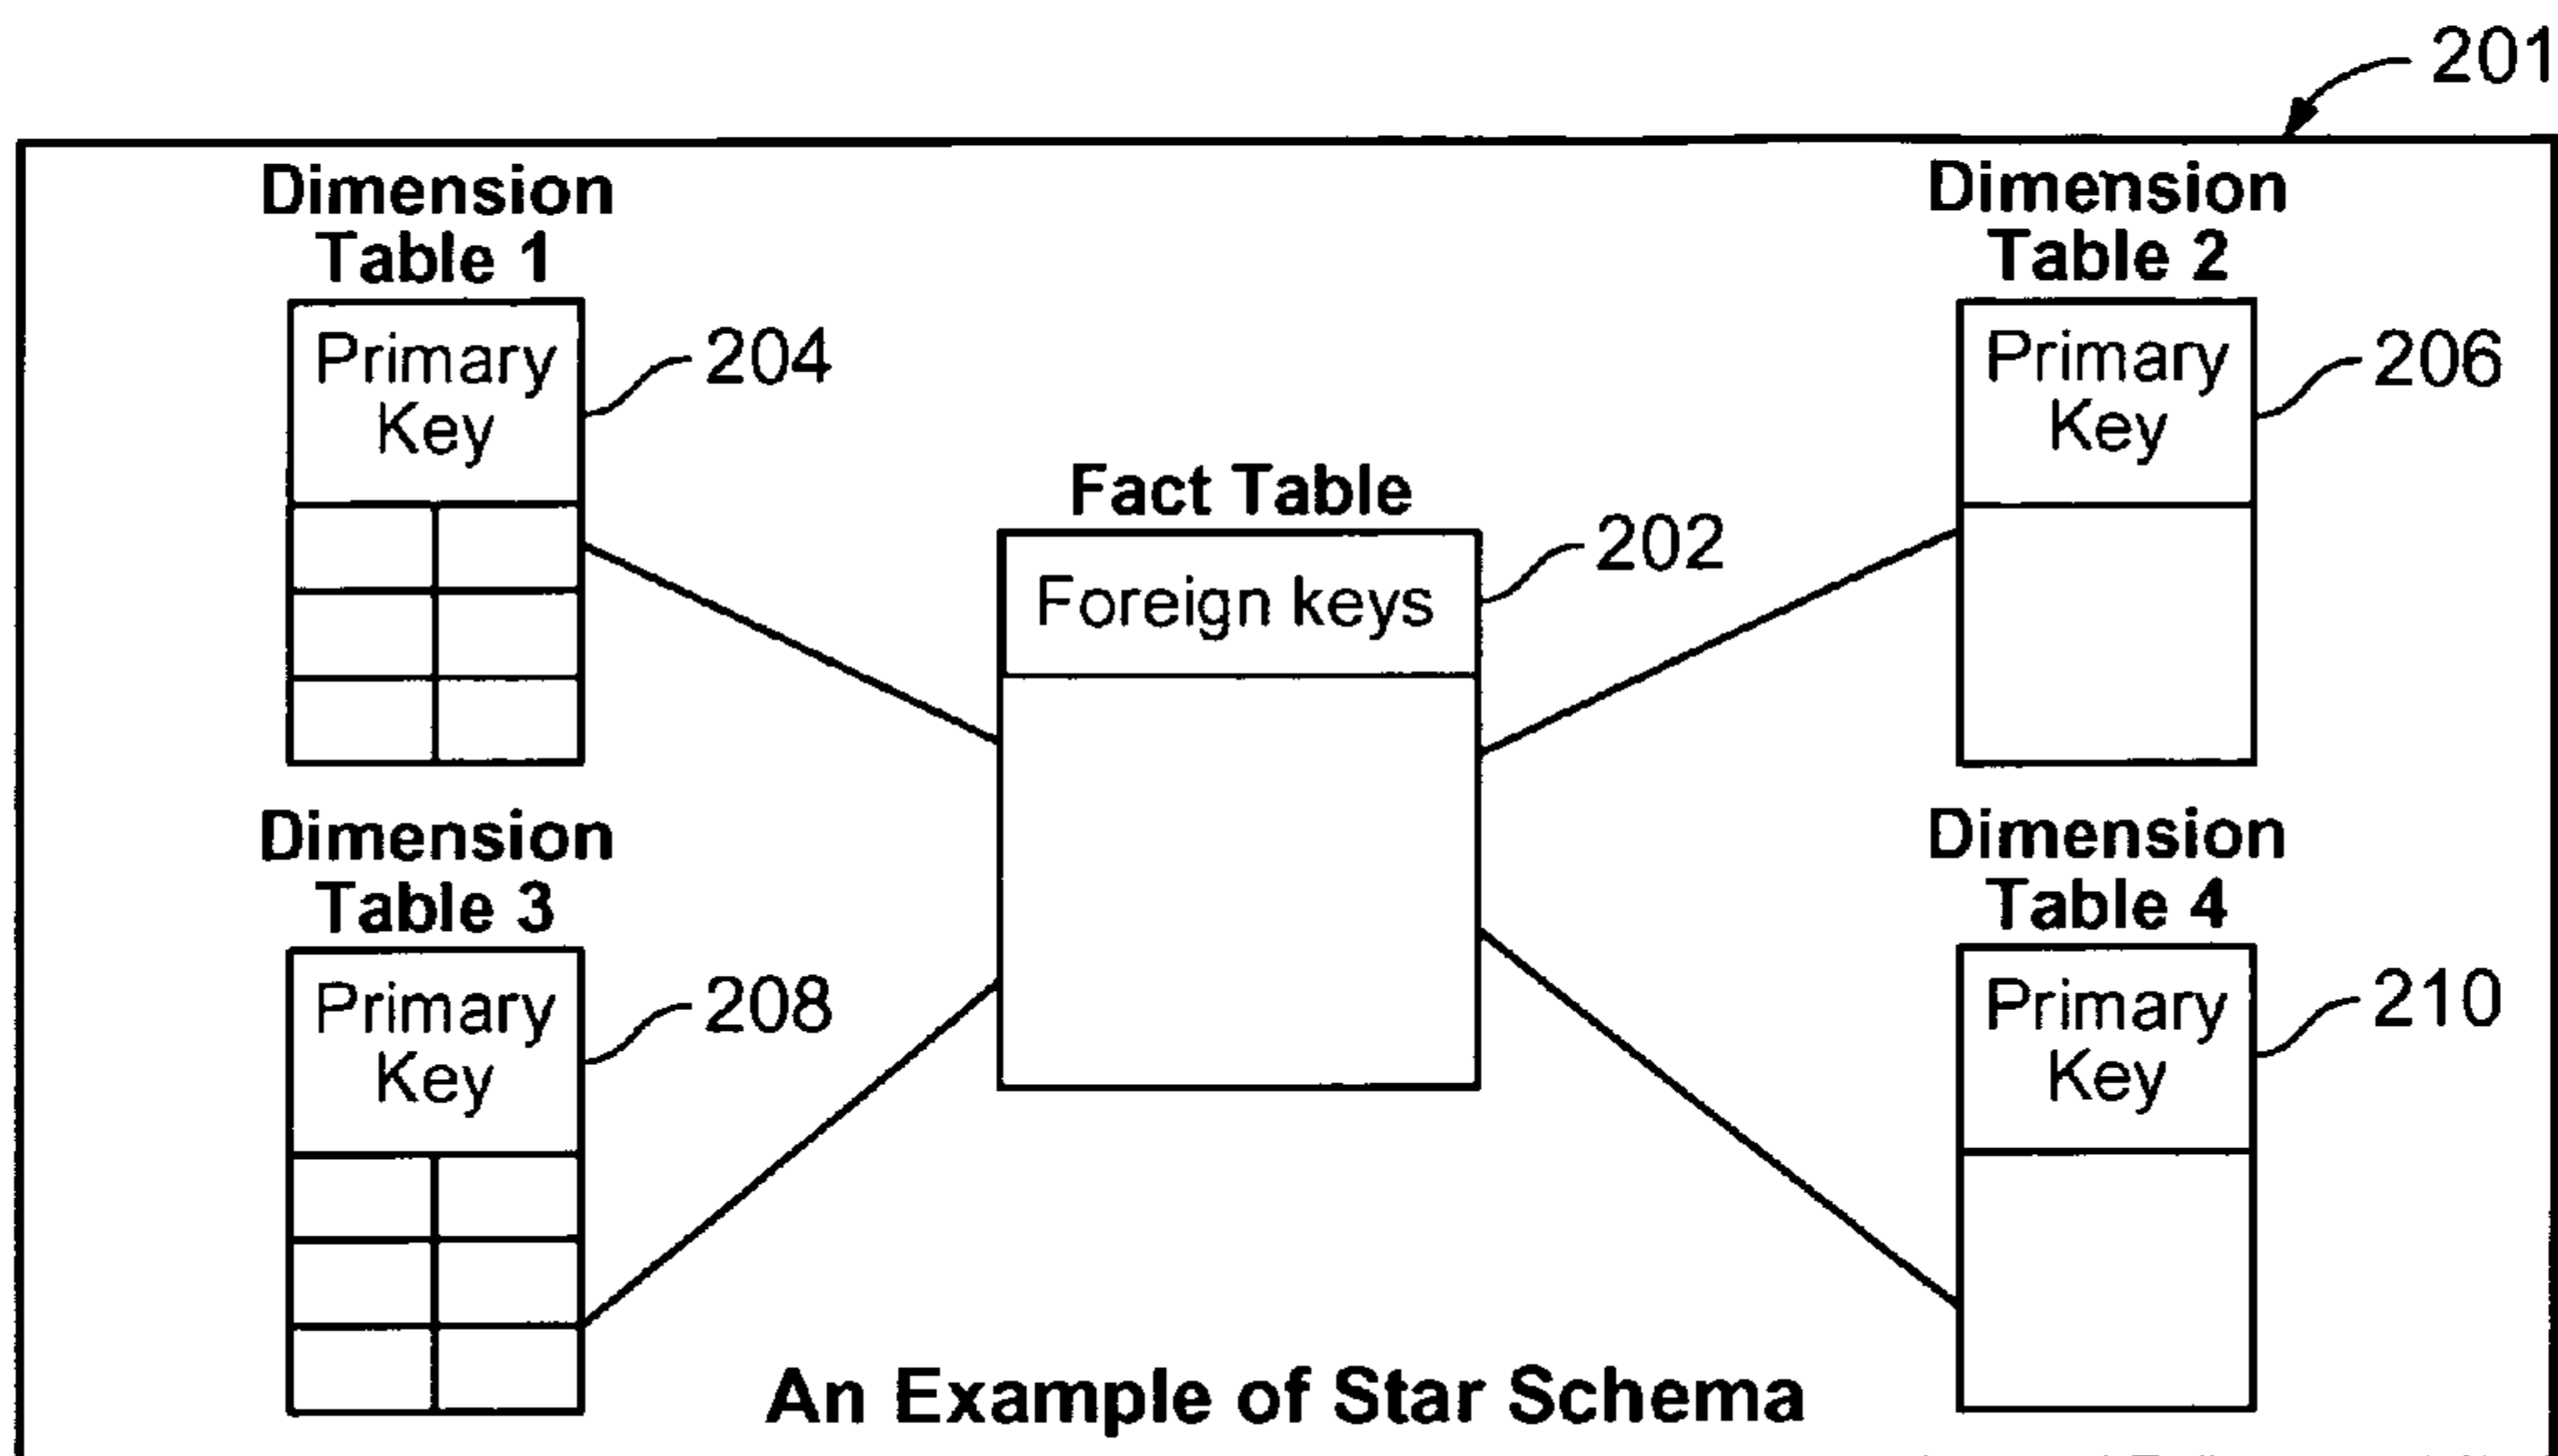 201
Dimension
Table 1
Primary
Key
204
Dimension
Table 2
Primary
Key
206
Fact Table
Foreign keys
202
Dimension
Table 3
Primary
Key
208
Dimension
Table 4
Primary
Key
210
An Example of Star Schema